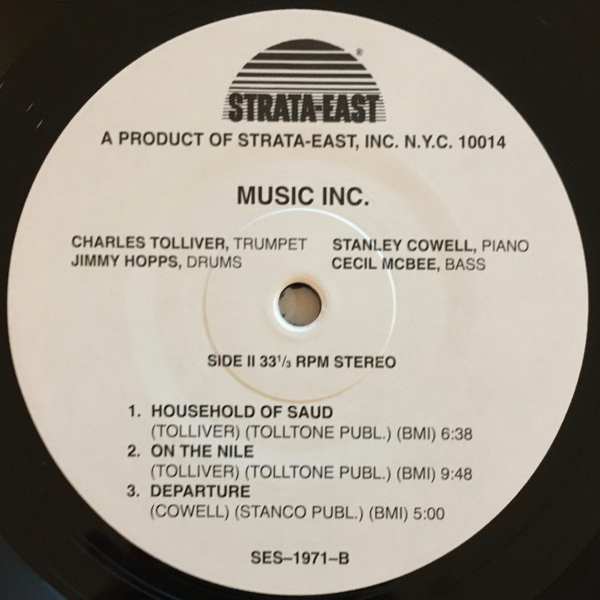 ®
STRATA-EAST
A PRODUCT OF STRATA-EAST, INC. N.Y.C. 10014
MUSIC INC.
CHARLES TOLLIVER, TRUMPET STANLEY COWELL, PIANO
JIMMY HOPPS, DRUMS CECIL MCBEE, BASS
SIDE II 33⅓ RPM STEREO
1. HOUSEHOLD OF SAUD
(TOLLIVER) (TOLLTONE PUBL.) (BMI) 6:38
2. ON THE NILE
(TOLLIVER) (TOLLTONE PUBL.) (BMI) 9:48
3. DEPARTURE
(COWELL) (STANCO PUBL.) (BMI) 5:00
SES–1971–B